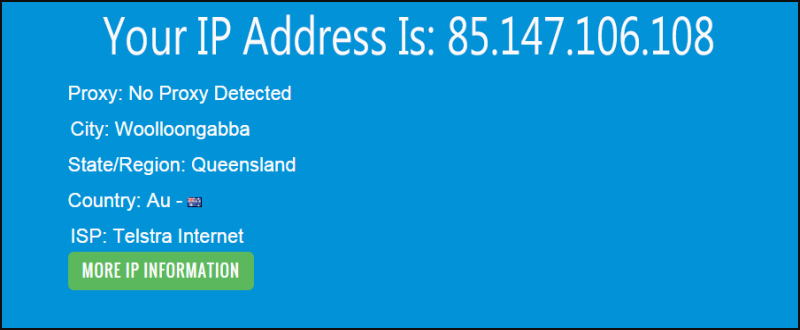 Your IP Address Is: 85.147.106.108
Proxy: No Proxy Detected
City: Woolloongabba
State/Region: Queensland
Country: Au -
ISP: Telstra Internet
MORE IP INFORMATION